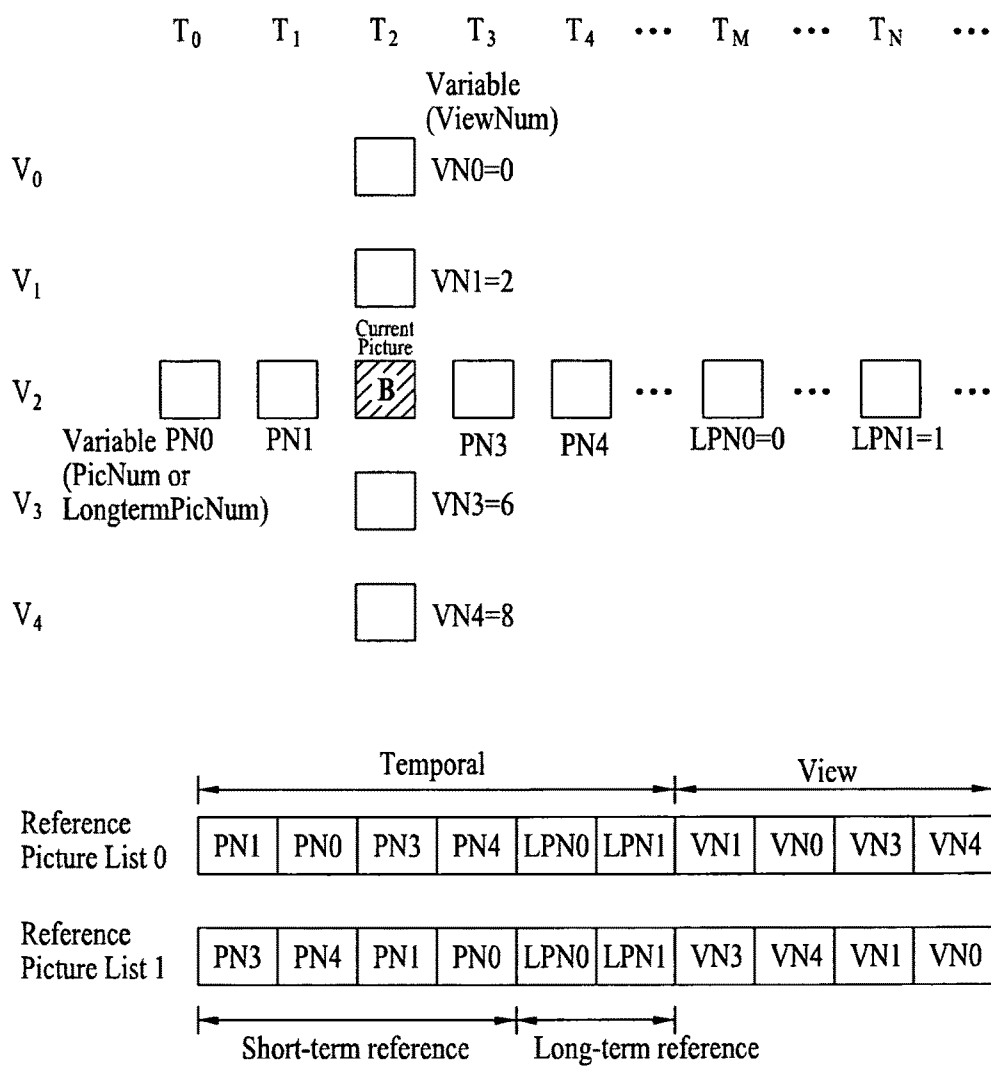 T0 T1 T2 T3 T4 ••• TM ••• TN •••
Variable
(ViewNum)
V0 VN0=0
V1 VN1=2
Current
Picture
V2 B ••• ••• •••
Variable PN0 PN1 PN3 PN4 LPN0=0 LPN1=1
(PicNum or
LongtermPicNum)
V3 VN3=6
V4 VN4=8
Temporal View
Reference
Picture List 0 PN1 PN0 PN3 PN4 LPN0 LPN1 VN1 VN0 VN3 VN4
Reference
Picture List 1 PN3 PN4 PN1 PN0 LPN0 LPN1 VN3 VN4 VN1 VN0
Short-term reference Long-term reference